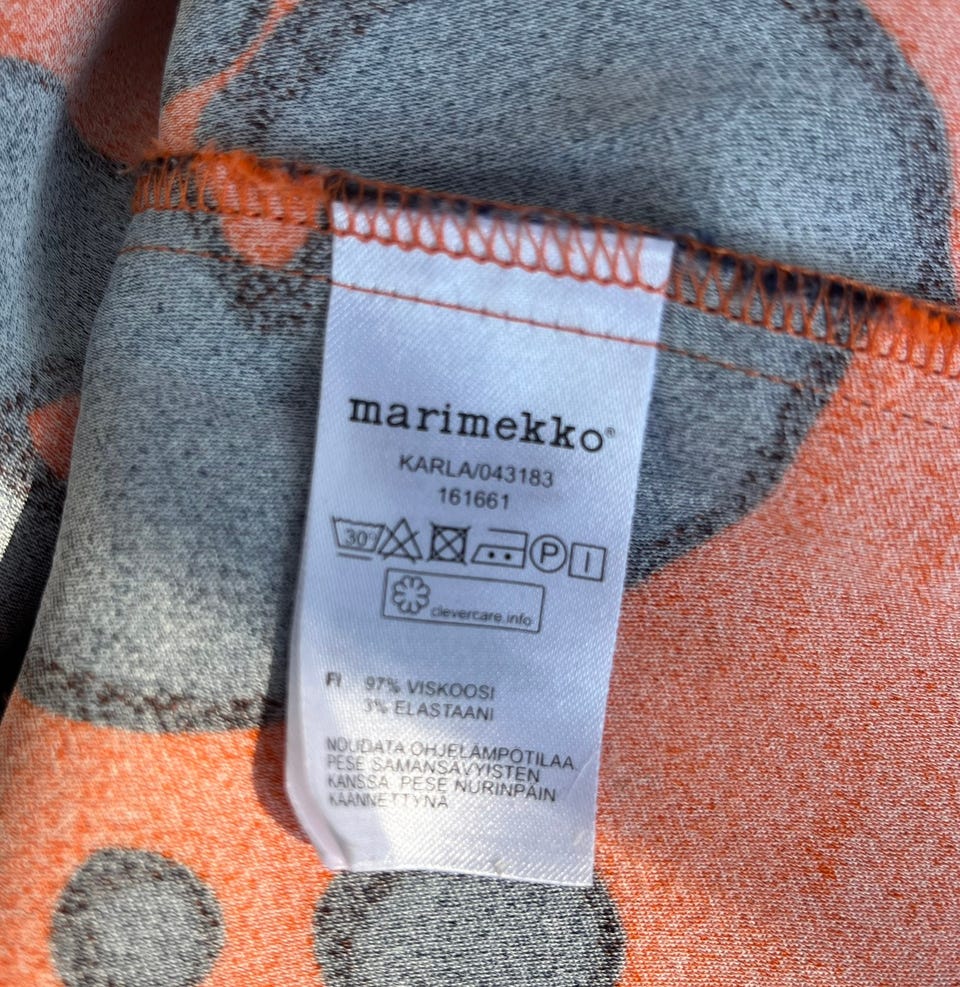 marimekko®
KARLA/043183
161661
30° P I
clevercare.info
FI 97% VISKOOSI
3% ELASTAANI
NOUDATA OHJELÄMPÖTILAA.
PESE SAMANSÄVYISTEN
KANSSA. PESE NURINPÄIN
KÄÄNNETTYNÄ